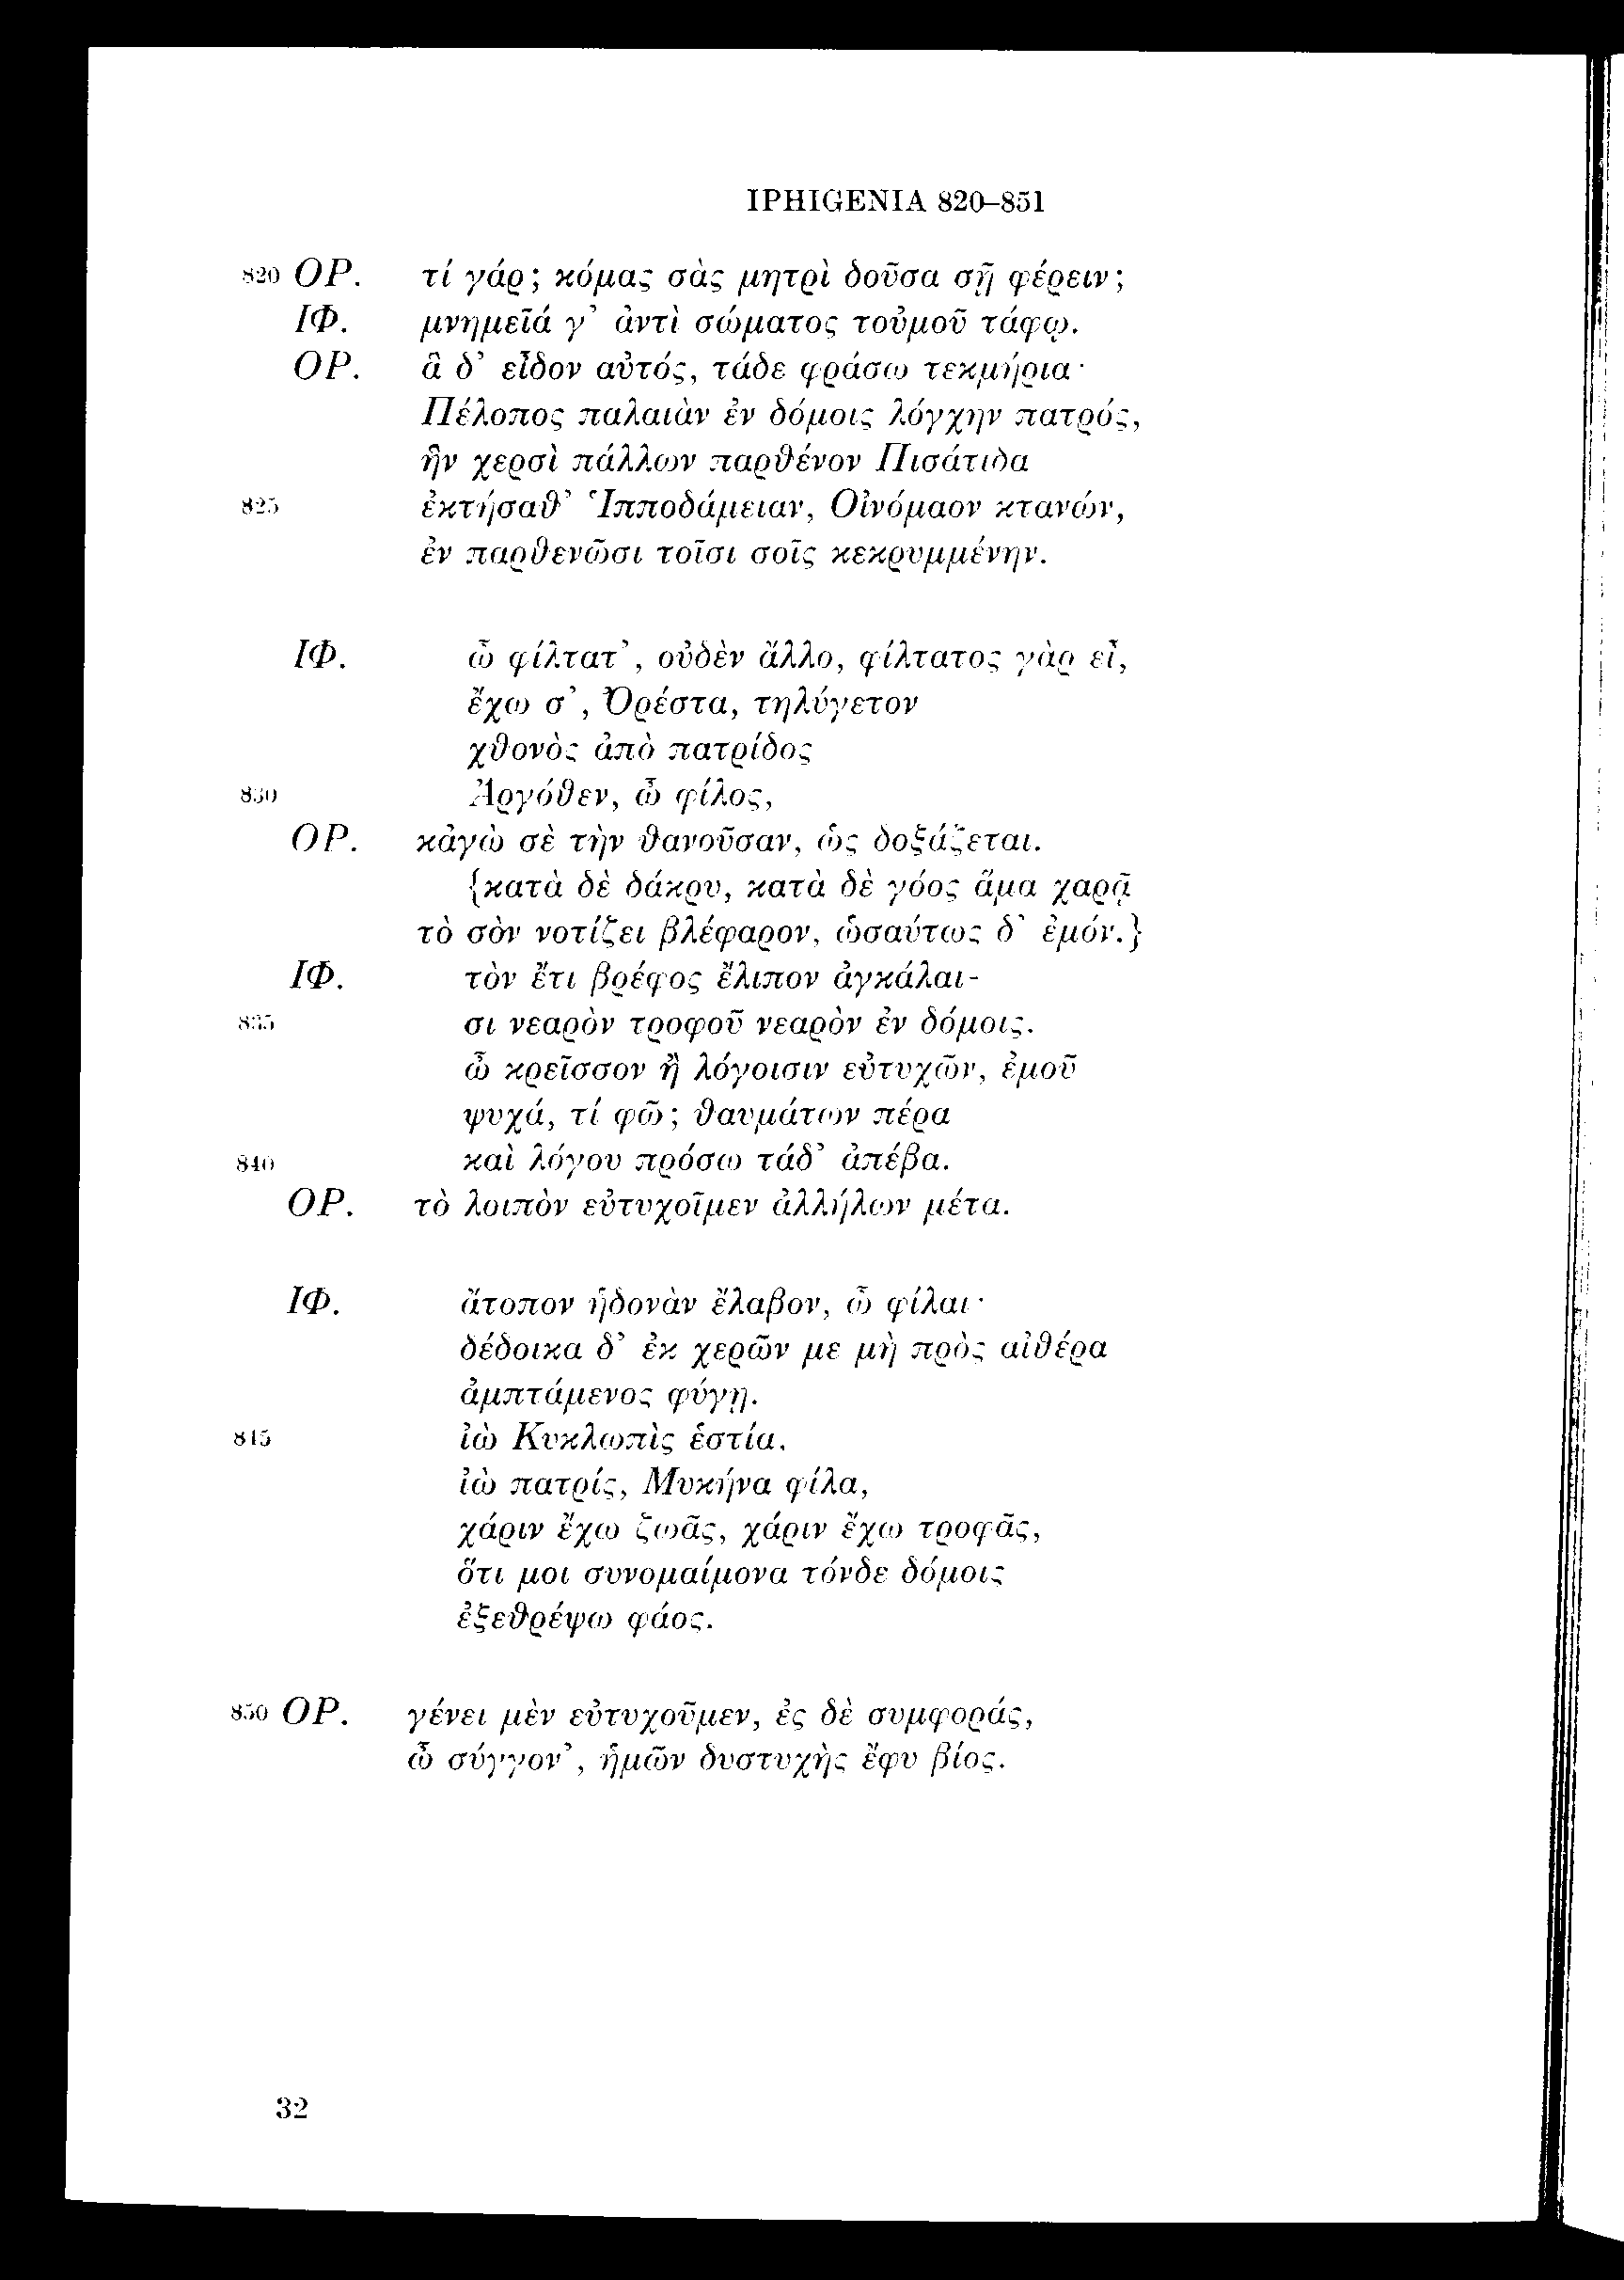 IPHIGENIA 820–851
820 ΟΡ. τί γάρ; κόμας σὰς μητρὶ δοῦσα σῇ φέρειν;
ΙΦ. μνημεῖά γ’ ἀντὶ σώματος τοὐμοῦ τάφῳ.
ΟΡ. ἃ δ’ εἶδον αὐτός, τάδε φράσω τεκμήρια·
Πέλοπος παλαιὰν ἐν δόμοις λόγχην πατρός,
ἣν χερσὶ πάλλων παρθένον Πισάτιδα
825 ἐκτήσαθ’ Ἱπποδάμειαν, Οἰνόμαον κτανών,
ἐν παρθενῶσι τοῖσι σοῖς κεκρυμμένην.
ΙΦ. ὦ φίλτατ’, οὐδὲν ἄλλο, φίλτατος γὰρ εἶ,
ἔχω σ’, Ὀρέστα, τηλύγετον
χθονὸς ἀπὸ πατρίδος
830 Ἀργόθεν, ὦ φίλος,
ΟΡ. κἀγὼ σὲ τὴν θανοῦσαν, ὡς δοξάζεται.
{κατὰ δὲ δάκρυ, κατὰ δὲ γόος ἅμα χαρᾷ
τὸ σὸν νοτίζει βλέφαρον, ὡσαύτως δ’ ἐμόν.}
ΙΦ. τὸν ἔτι βρέφος ἔλιπον ἀγκάλαι-
835 σι νεαρὸν τροφοῦ νεαρὸν ἐν δόμοις.
ὦ κρεῖσσον ἢ λόγοισιν εὐτυχῶν, ἐμοῦ
ψυχά, τί φῶ; θαυμάτων πέρα
840 καὶ λόγου πρόσω τάδ’ ἀπέβα.
ΟΡ. τὸ λοιπὸν εὐτυχοῖμεν ἀλλήλων μέτα.
ΙΦ. ἄτοπον ἡδονὰν ἔλαβον, ὦ φίλαι·
δέδοικα δ’ ἐκ χερῶν με μὴ πρὸς αἰθέρα
ἀμπτάμενος φύγῃ.
845 ἰὼ Κυκλωπὶς ἑστία,
ἰὼ πατρίς, Μυκήνα φίλα,
χάριν ἔχω ζωᾶς, χάριν ἔχω τροφᾶς,
ὅτι μοι συνομαίμονα τόνδε δόμοις
ἐξεθρέψω φάος.
850 ΟΡ. γένει μὲν εὐτυχοῦμεν, ἐς δὲ συμφοράς,
ὦ σύγγον’, ἡμῶν δυστυχὴς ἔφυ βίος.
32